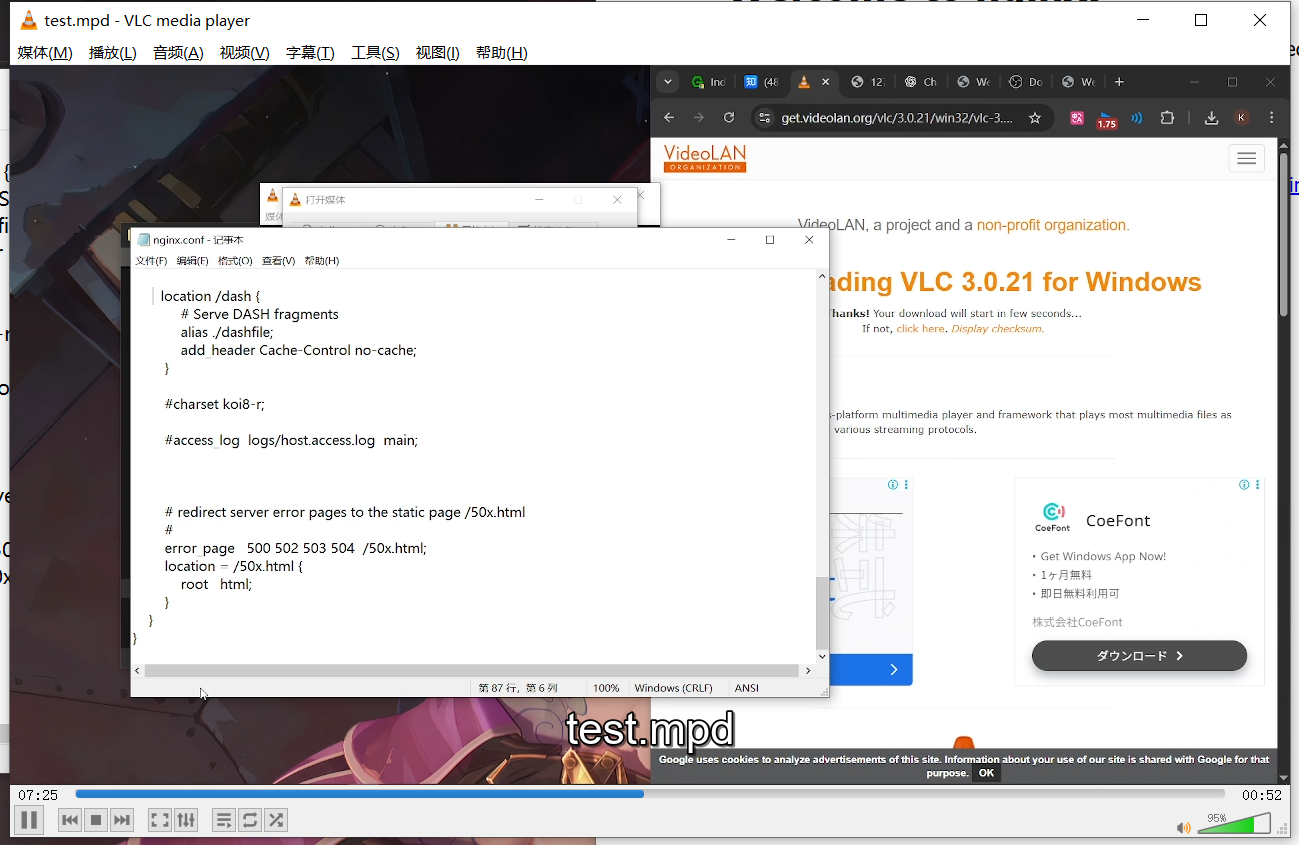 test.mpd - VLC media player
媒体(M) 播放(L) 音频(A) 视频(V) 字幕(T) 工具(S) 视图(I) 帮助(H)
Ind
知 (48
127
Ch
We
Do
We
get.videolan.org/vlc/3.0.21/win32/vlc-3....
1.75
K
VideoLAN
ORGANIZATION
VideoLAN, a project and a non-profit organization.
打开媒体
媒体
nginx.conf - 记事本
文件(F) 编辑(E) 格式(O) 查看(V) 帮助(H)
location /dash {
# Serve DASH fragments
alias ./dashfile;
add_header Cache-Control no-cache;
}
#charset koi8-r;
#access_log logs/host.access.log main;
# redirect server error pages to the static page /50x.html
#
error_page 500 502 503 504 /50x.html;
location = /50x.html {
root html;
}
}
}
第 87 行，第 6 列 100% Windows (CRLF) ANSI
ading VLC 3.0.21 for Windows
hanks! Your download will start in few seconds...
If not, click here. Display checksum.
s-platform multimedia player and framework that plays most multimedia files as
various streaming protocols.
CoeFont
CoeFont
• Get Windows App Now!
• 1ヶ月無料
• 即日無料利用可
株式会社CoeFont
ダウンロード
test.mpd
Google uses cookies to analyze advertisements of this site. Information about your use of our site is shared with Google for that
purpose. OK
07:25
00:52
95%